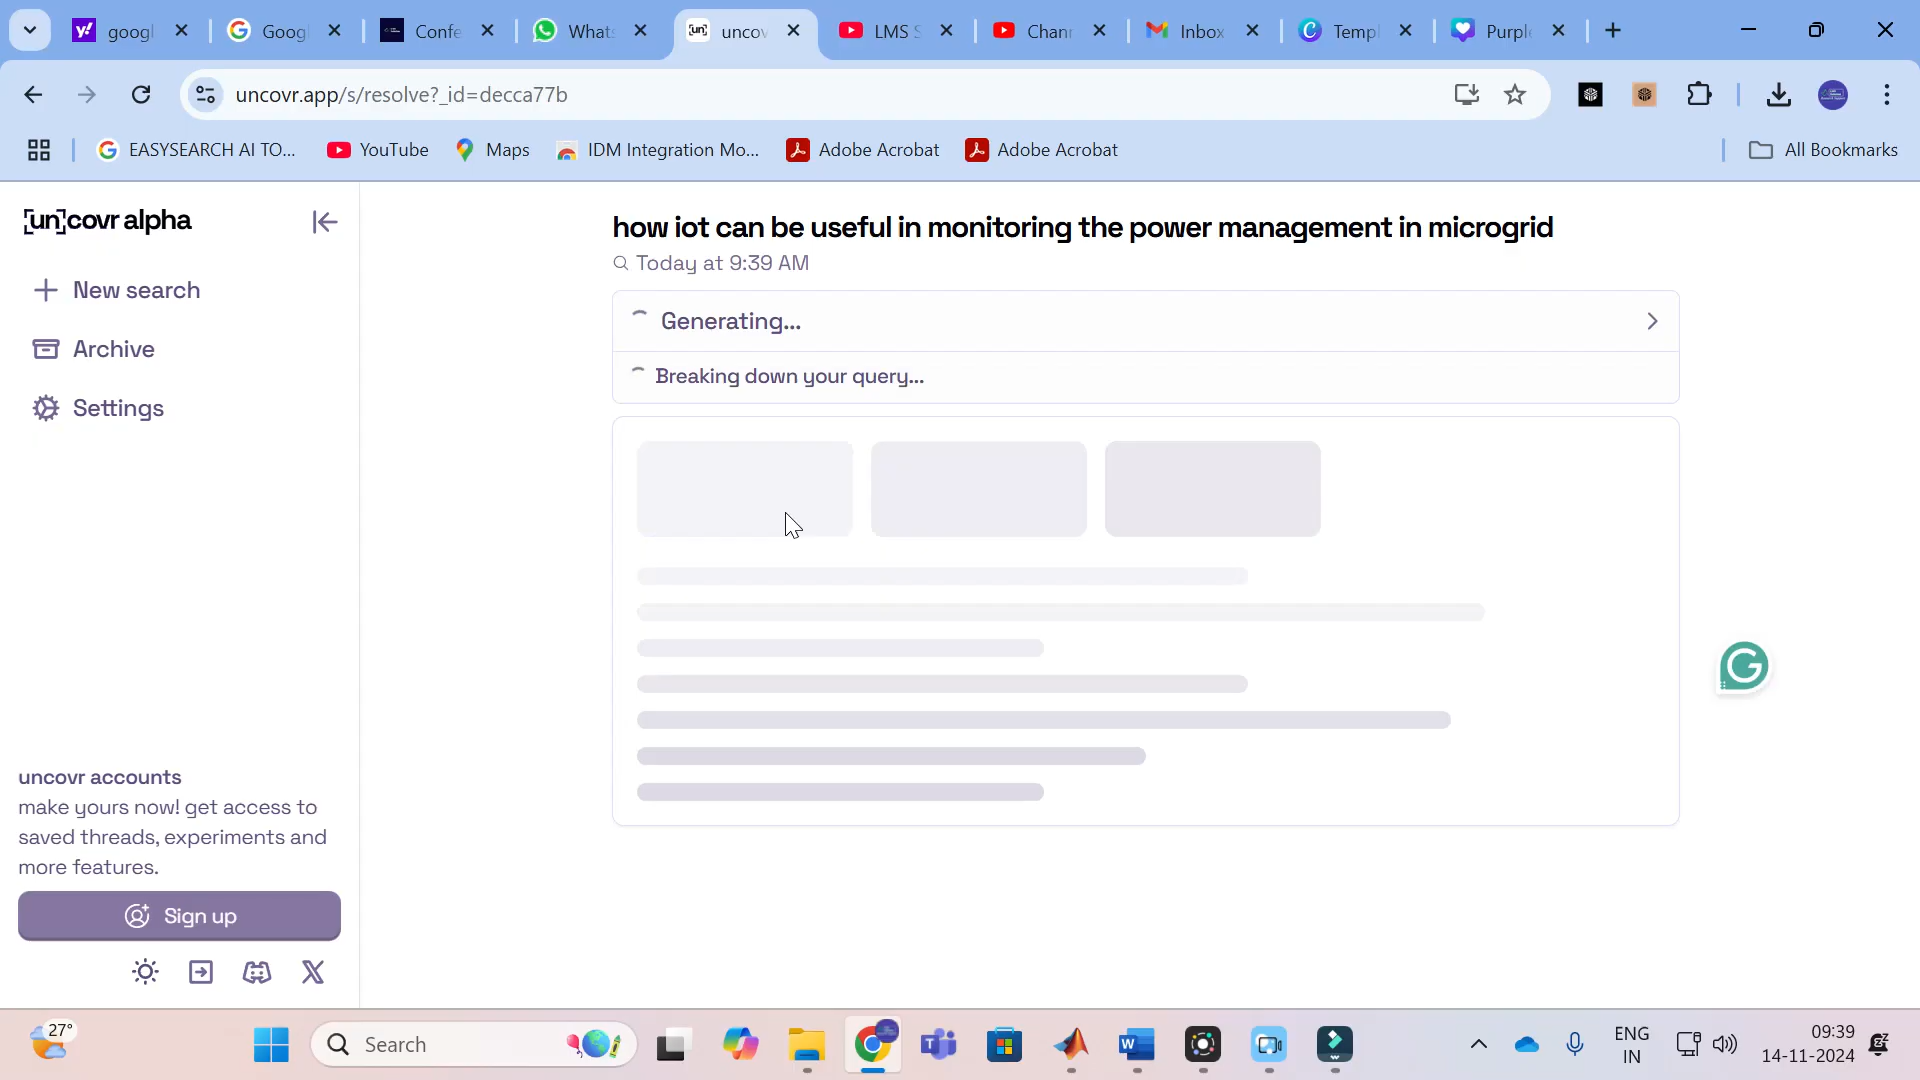 googl
Goog
Confe
Whats
uncov
LMS S
Chann
Inbox
Templ
Purpl
uncovr.app/s/resolve?_id=decca77b
EASYSEARCH AI TO...
YouTube
Maps
IDM Integration Mo...
Adobe Acrobat
Adobe Acrobat
All Bookmarks
[un]covr alpha
New search
Archive
Settings
how iot can be useful in monitoring the power management in microgrid
Today at 9:39 AM
Generating...
Breaking down your query...
uncovr accounts
make yours now! get access to
saved threads, experiments and
more features.
Sign up
27°
Search
ENG
IN
09:39
14-11-2024